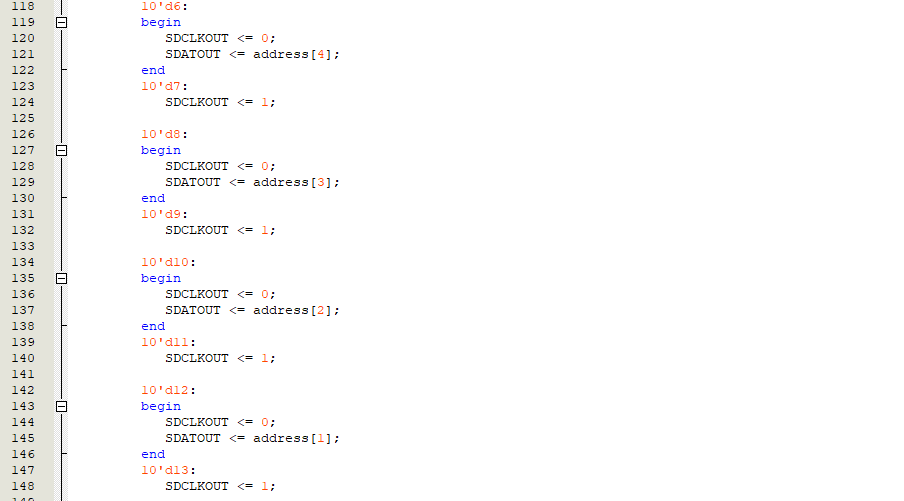 118 10'd6:
119 begin
120 SDCLKOUT <= 0;
121 SDATOUT <= address[4];
122 end
123 10'd7:
124 SDCLKOUT <= 1;
125
126 10'd8:
127 begin
128 SDCLKOUT <= 0;
129 SDATOUT <= address[3];
130 end
131 10'd9:
132 SDCLKOUT <= 1;
133
134 10'd10:
135 begin
136 SDCLKOUT <= 0;
137 SDATOUT <= address[2];
138 end
139 10'd11:
140 SDCLKOUT <= 1;
141
142 10'd12:
143 begin
144 SDCLKOUT <= 0;
145 SDATOUT <= address[1];
146 end
147 10'd13:
148 SDCLKOUT <= 1;